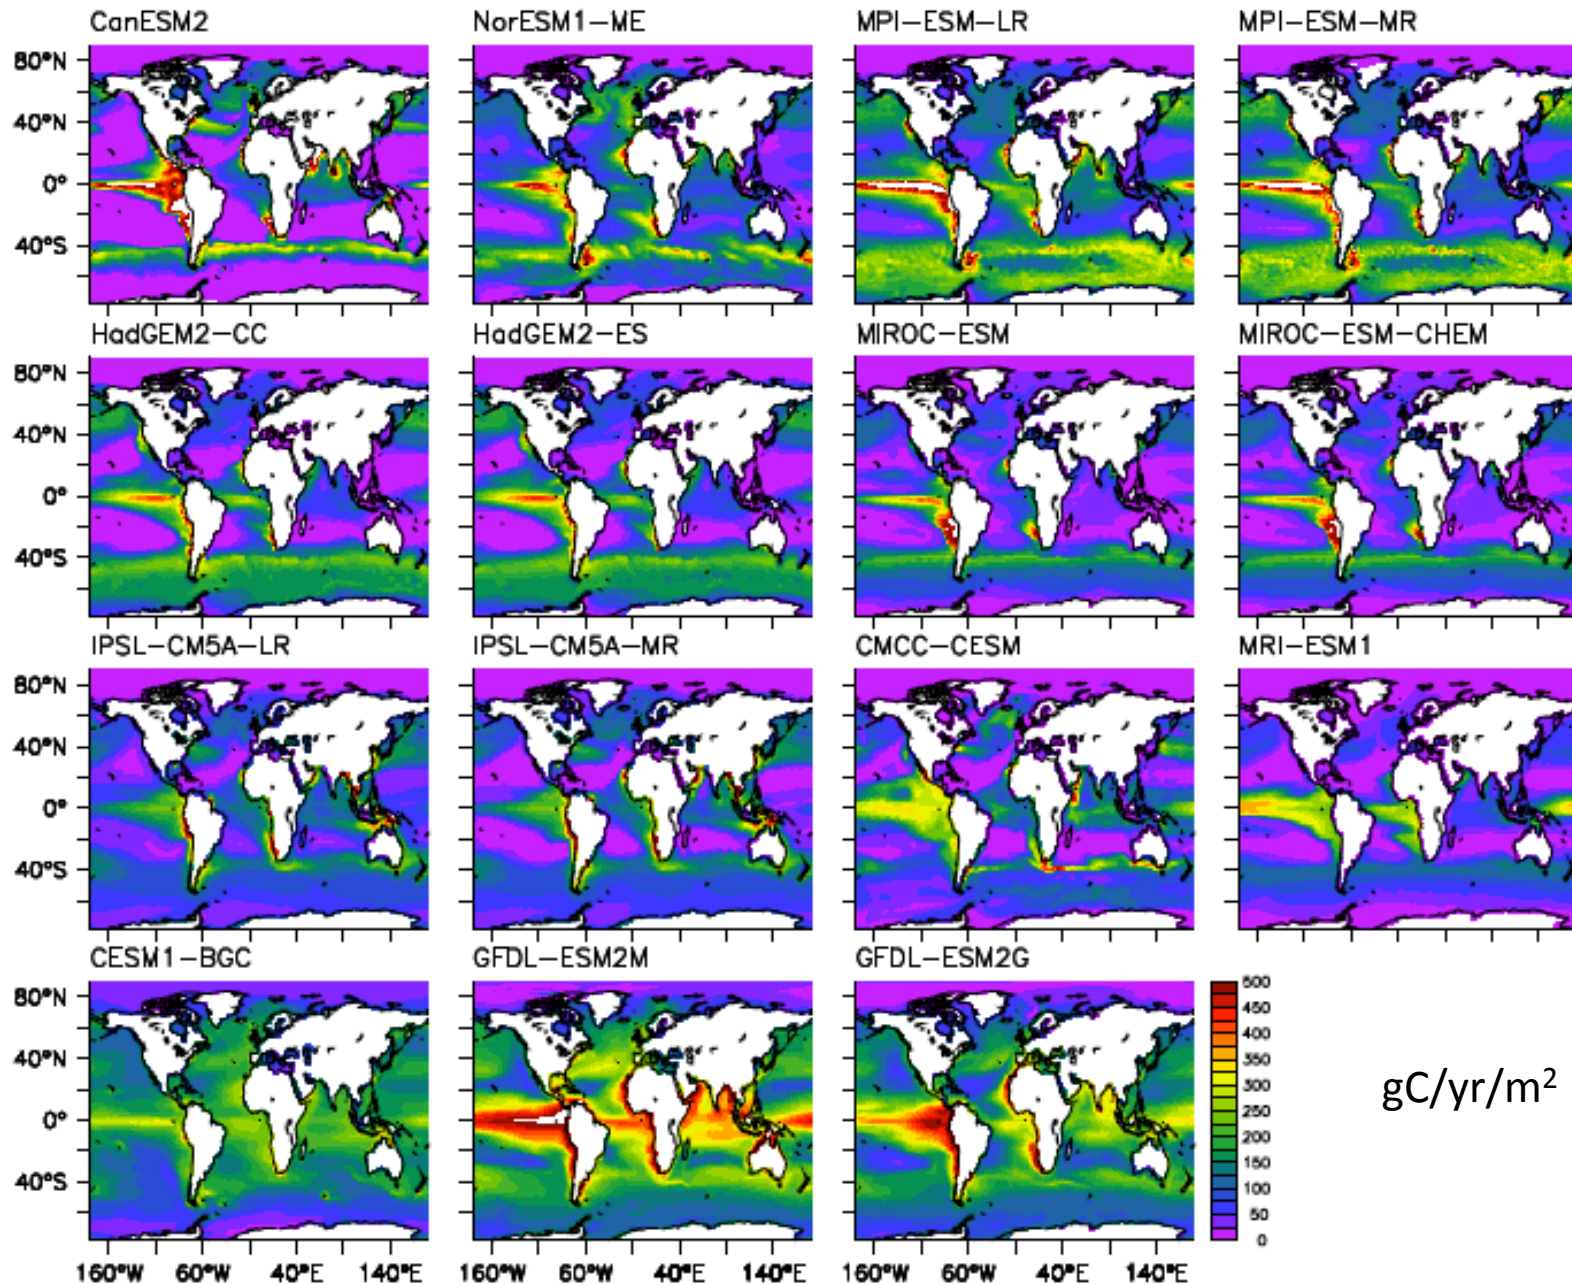 CanESM2 NorESM1-ME MPI-ESM-LR MPI-ESM-MR
80°N
40°N
0°
40°S
HadGEM2-CC HadGEM2-ES MIROC-ESM MIROC-ESM-CHEM
80°N
40°N
0°
40°S
IPSL-CM5A-LR IPSL-CM5A-MR CMCC-CESM MRI-ESM1
80°N
40°N
0°
40°S
CESM1-BGC GFDL-ESM2M GFDL-ESM2G
80°N
40°N
0°
40°S
500
450
400
350
300
250
200
150
100
50
0
gC/yr/m²
160°W 60°W 40°E 140°E 160°W 60°W 40°E 140°E 160°W 60°W 40°E 140°E